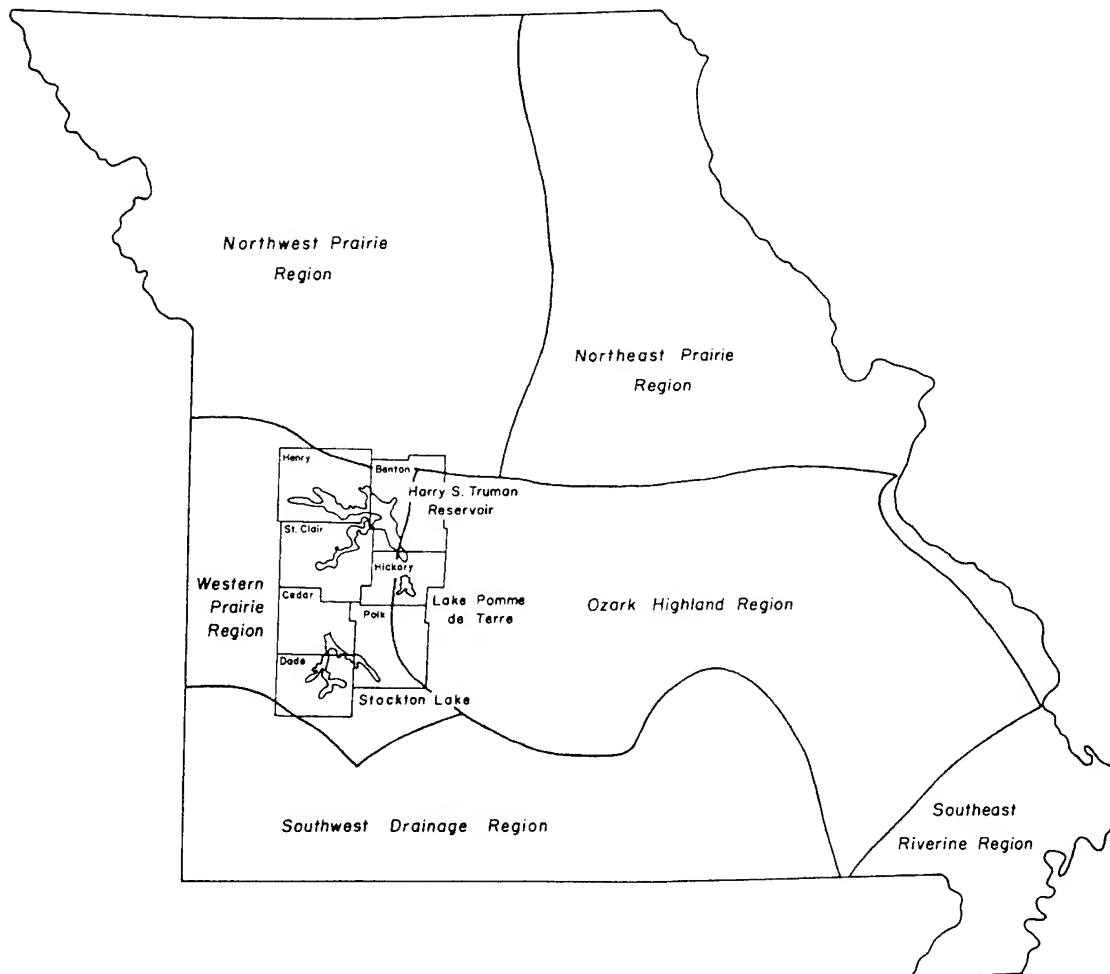 Northwest Prairie
Region
Northeast Prairie
Region
Henry
Benton
Harry S. Truman
Reservoir
St. Clair
Hickory
Western
Prairie
Region
Cedar
Lake Pomme
de Terre
Ozark Highland Region
Polk
Dade
Stockton Lake
Southwest Drainage Region
Southeast
Riverine Region